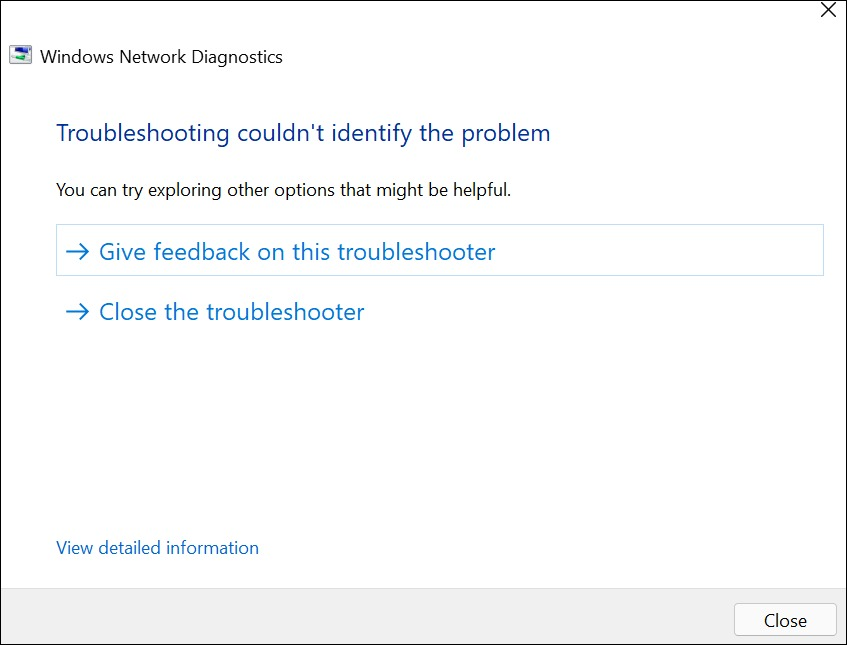 Windows Network Diagnostics
Troubleshooting couldn't identify the problem
You can try exploring other options that might be helpful.
Give feedback on this troubleshooter
Close the troubleshooter
View detailed information
Close